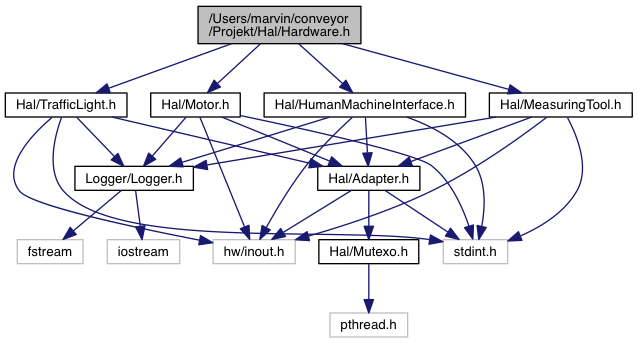 /Users/marvin/conveyor
/Projekt/Hal/Hardware.h
Hal/TrafficLight.h
Hal/Motor.h
Hal/HumanMachineInterface.h
Hal/MeasuringTool.h
Logger/Logger.h
Hal/Adapter.h
fstream
iostream
hw/inout.h
Hal/Mutexo.h
stdint.h
pthread.h